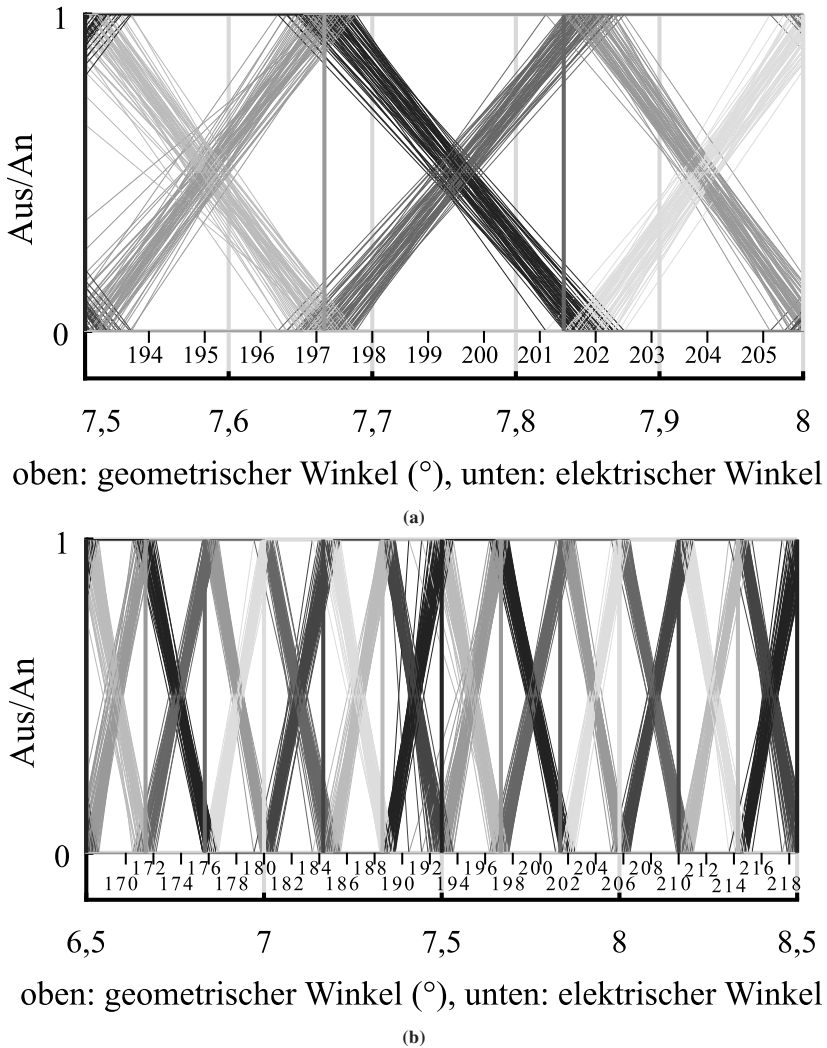 1
Aus/An
0
194 195 196 197 198 199 200 201 202 203 204 205
7,5 7,6 7,7 7,8 7,9 8
oben: geometrischer Winkel (°), unten: elektrischer Winkel
(a)
1
Aus/An
0
172 176 180 184 188 192 196 200 204 208 212 216
170 174 178 182 186 190 194 198 202 206 210 214 218
6,5 7 7,5 8 8,5
oben: geometrischer Winkel (°), unten: elektrischer Winkel
(b)